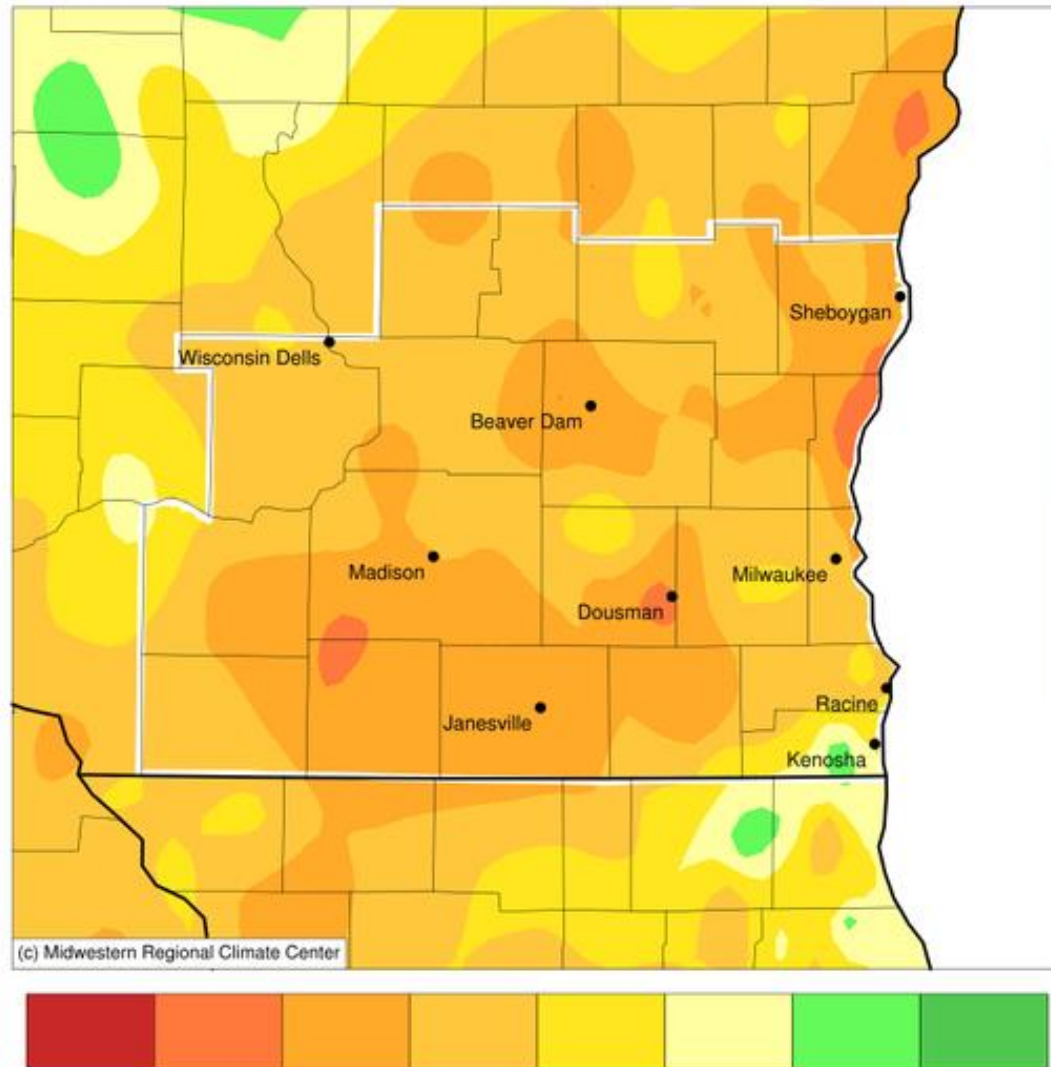 Sheboygan
Wisconsin Dells
Beaver Dam
Madison
Milwaukee
Dousman
Racine
Janesville
Kenosha
(c) Midwestern Regional Climate Center